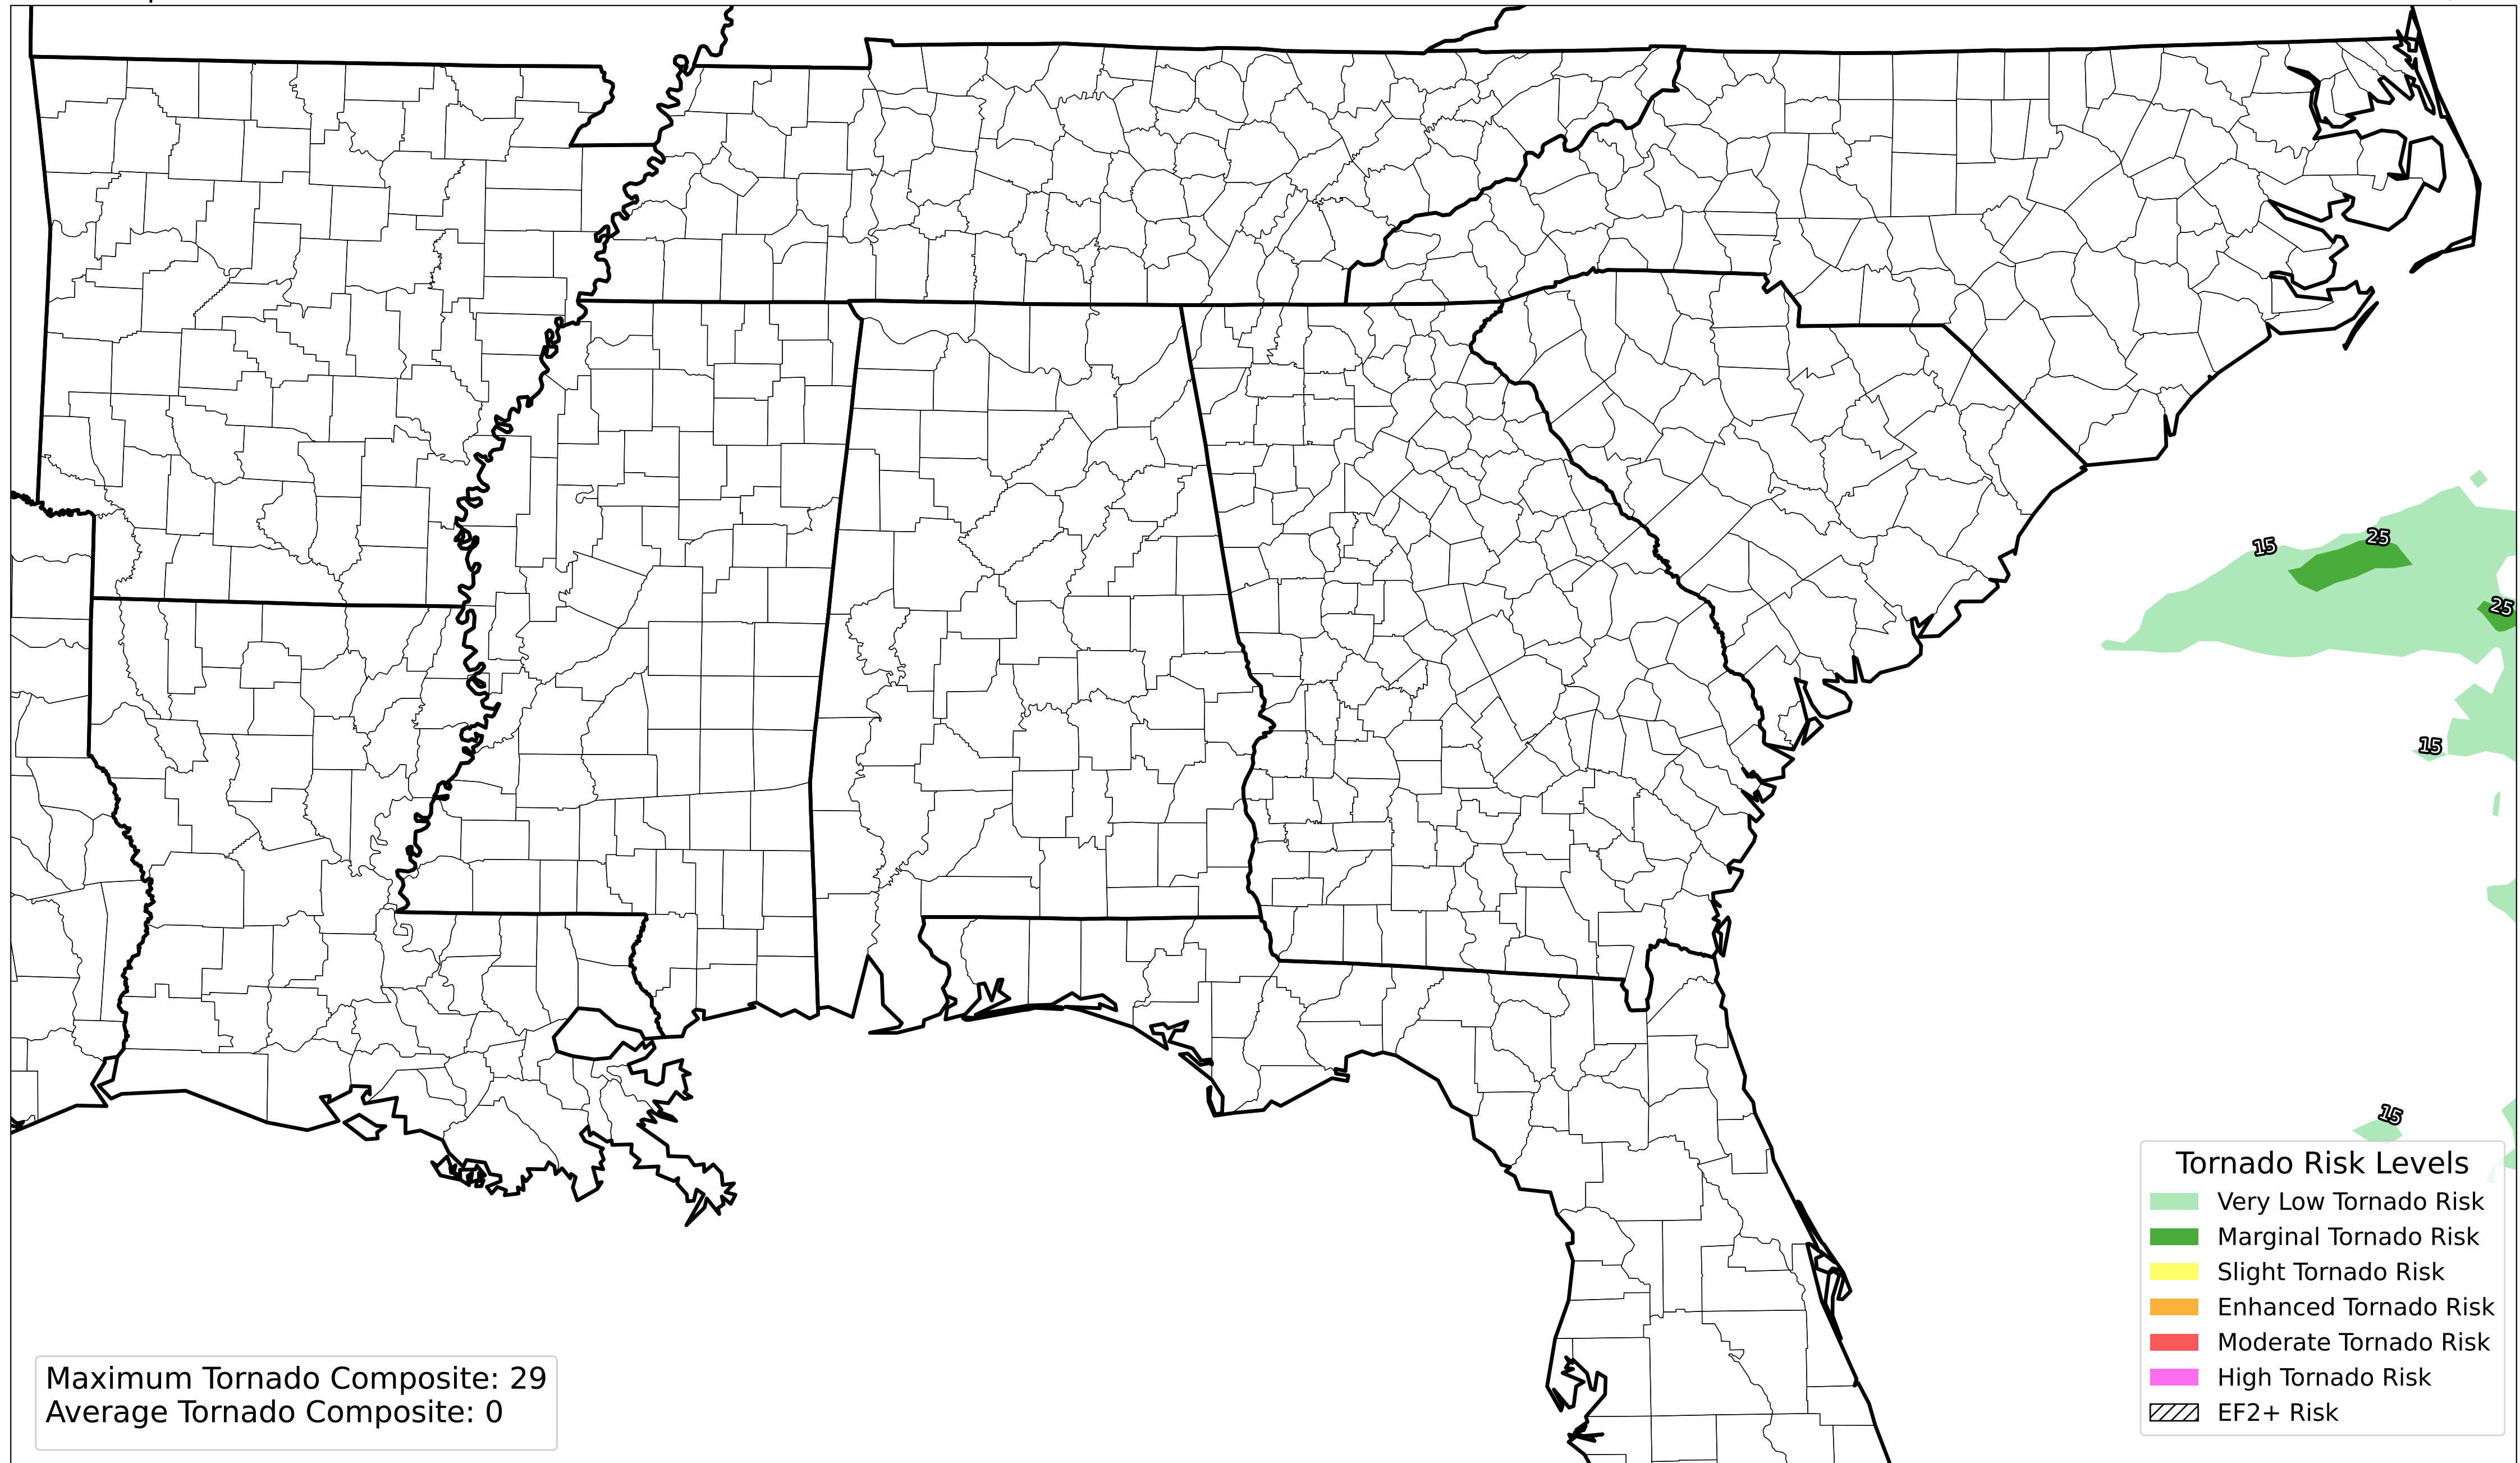 25
15
25
15
15
Tornado Risk Levels
Very Low Tornado Risk
Marginal Tornado Risk
Slight Tornado Risk
Enhanced Tornado Risk
Moderate Tornado Risk
High Tornado Risk
EF2+ Risk
Maximum Tornado Composite: 29
Average Tornado Composite: 0